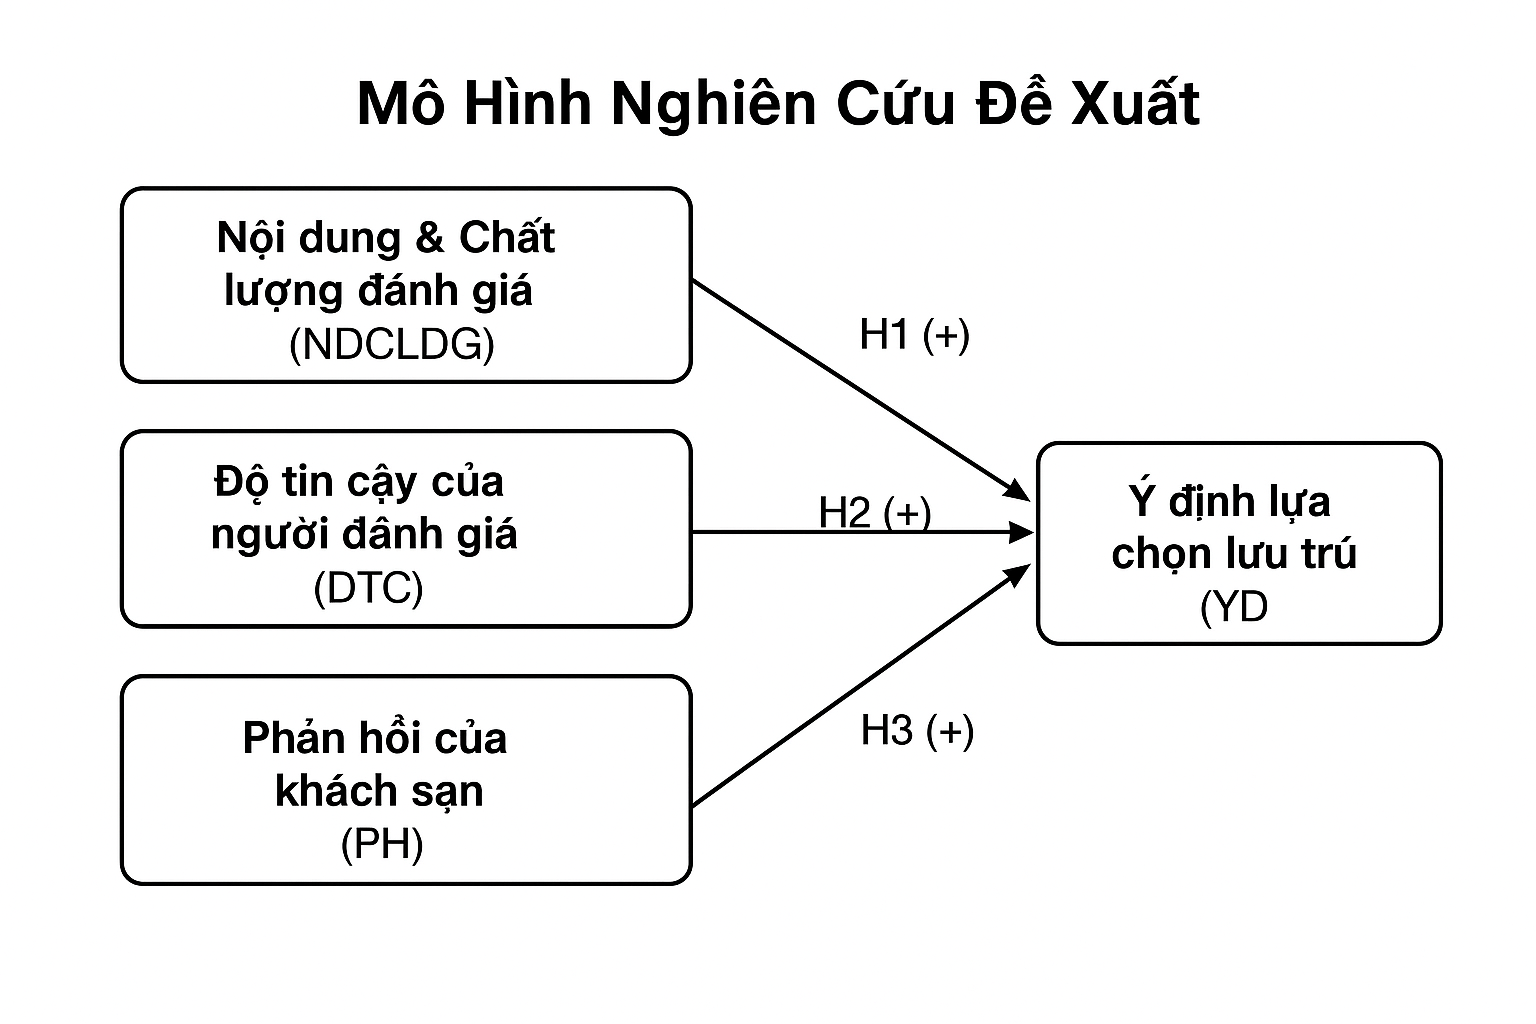 Mô Hình Nghiên Cứu Đề Xuất
Nội dung & Chất
lượng đánh giá
(NDCLDG)
H1 (+)
Độ tin cậy của
người dânh giá
(DTC)
H2 (+)
Ý định lựa
chọn lưu trú
(YD
Phản hồi của
khách sạn
(PH)
H3 (+)